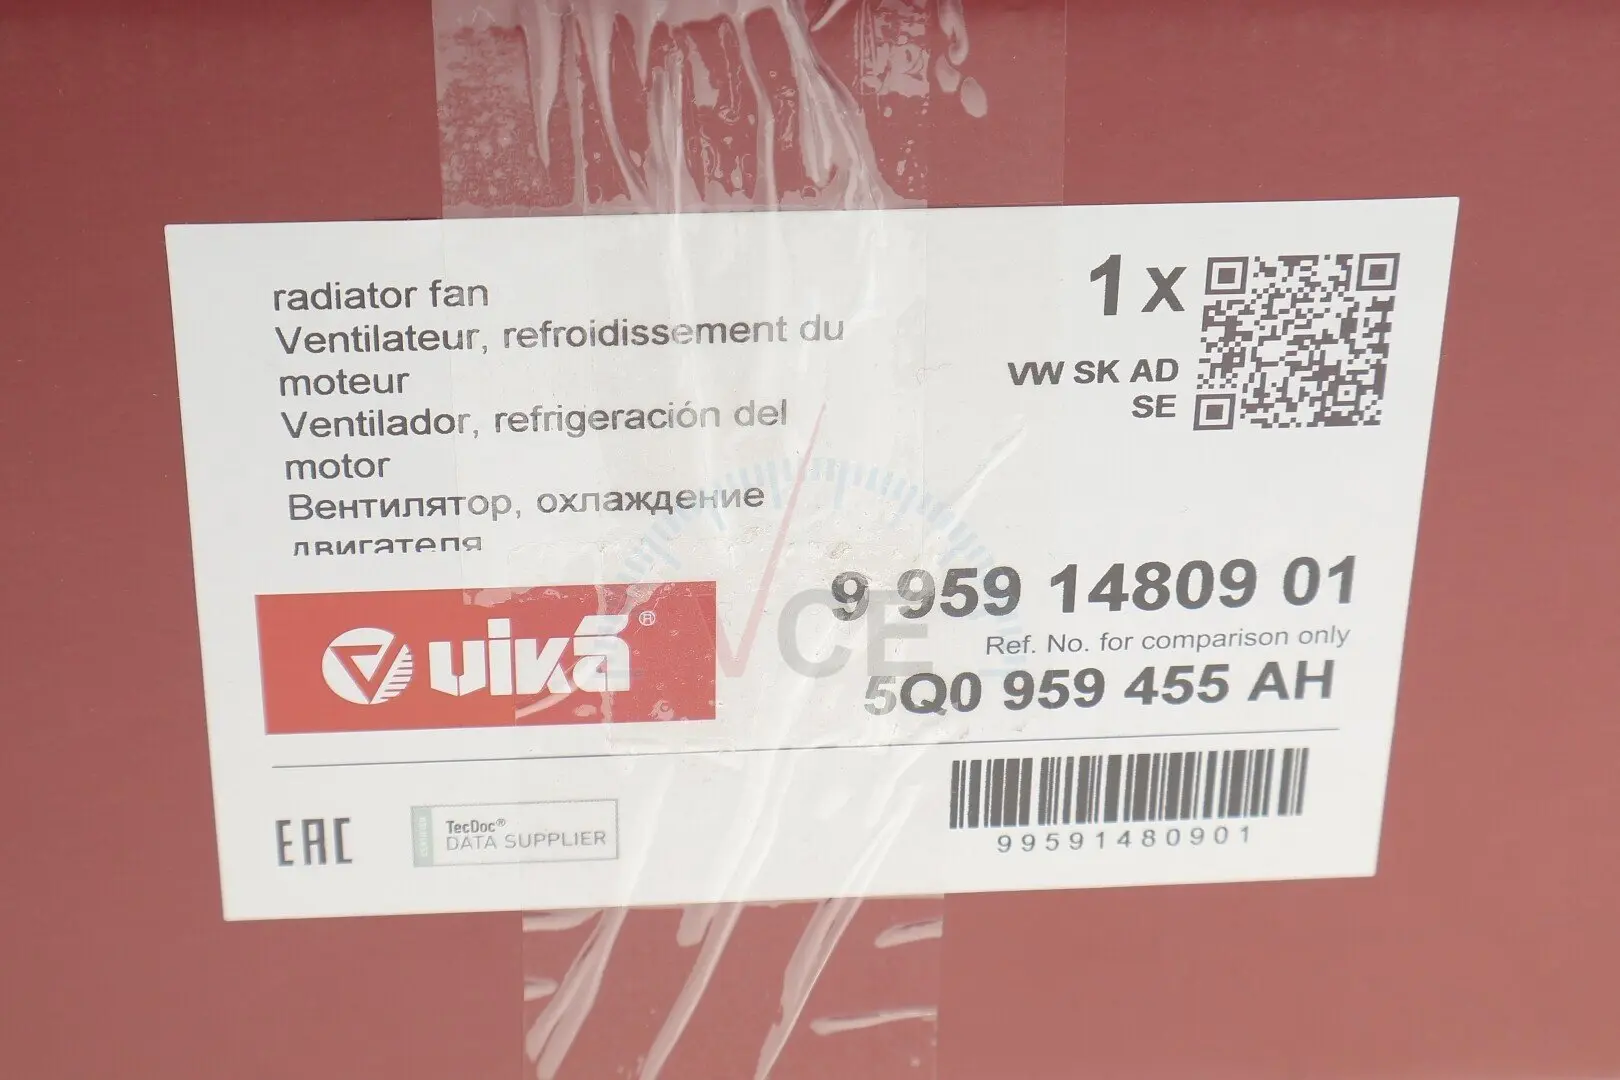 radiator fan
Ventilateur, refroidissement du
moteur
Ventilador, refrigeración del
motor
Вентилятор, охлаждение
двигателя
1 x
VW SK AD
SE
9 959 14809 01
Ref. No. for comparison only
5Q0 959 455 AH
vika®
VCE
EAC
TecDoc®
DATA SUPPLIER
99591480901